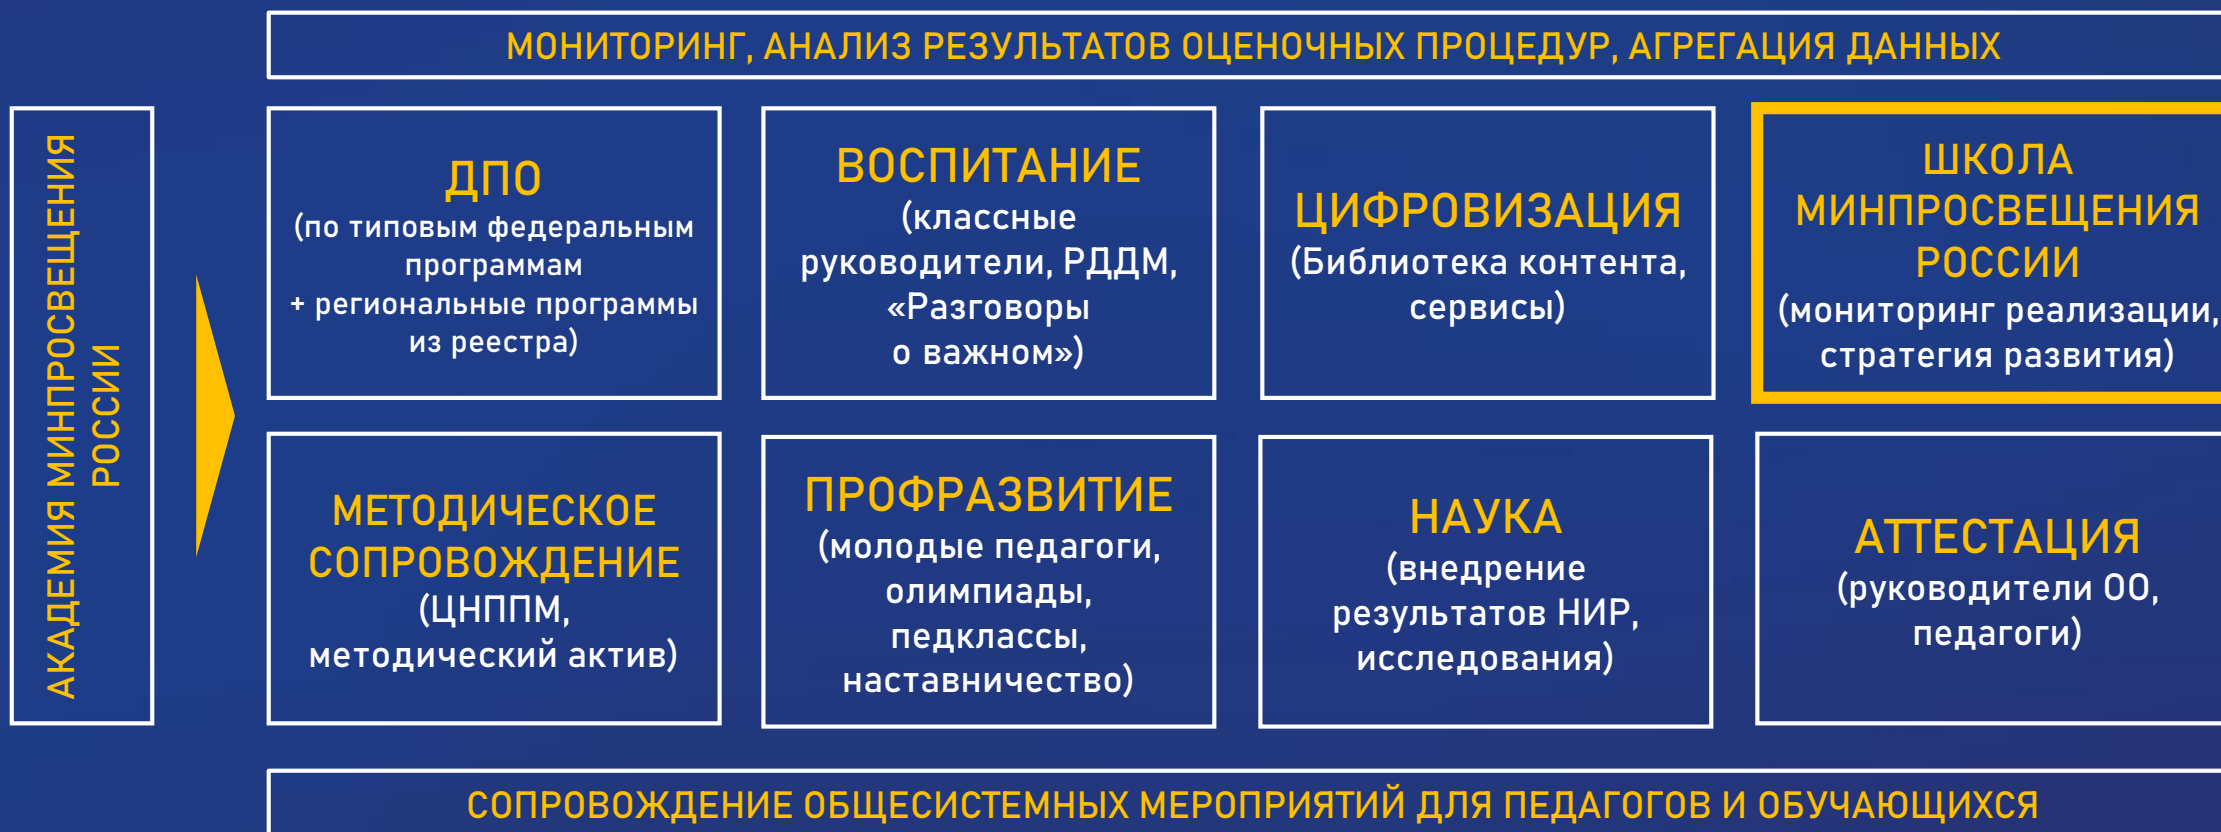 МОНИТОРИНГ, АНАЛИЗ РЕЗУЛЬТАТОВ ОЦЕНОЧНЫХ ПРОЦЕДУР, АГРЕГАЦИЯ ДАННЫХ
АКАДЕМИЯ МИНПРОСВЕЩЕНИЯ
РОССИИ
ДПО
(по типовым федеральным
программам
+ региональные программы
из реестра)
ВОСПИТАНИЕ
(классные
руководители, РДДМ,
«Разговоры
о важном»)
ЦИФРОВИЗАЦИЯ
(Библиотека контента,
сервисы)
ШКОЛА
МИНПРОСВЕЩЕНИЯ
РОССИИ
(мониторинг реализации,
стратегия развития)
МЕТОДИЧЕСКОЕ
СОПРОВОЖДЕНИЕ
(ЦНППМ,
методический актив)
ПРОФРАЗВИТИЕ
(молодые педагоги,
олимпиады,
педклассы,
наставничество)
НАУКА
(внедрение
результатов НИР,
исследования)
АТТЕСТАЦИЯ
(руководители ОО,
педагоги)
СОПРОВОЖДЕНИЕ ОБЩЕСИСТЕМНЫХ МЕРОПРИЯТИЙ ДЛЯ ПЕДАГОГОВ И ОБУЧАЮЩИХСЯ